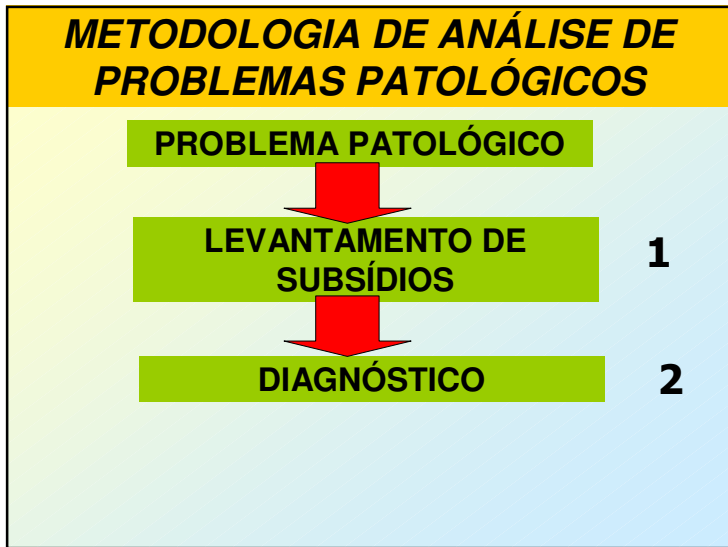 METODOLOGIA DE ANÁLISE DE
PROBLEMAS PATOLÓGICOS
PROBLEMA PATOLÓGICO
LEVANTAMENTO DE
SUBSÍDIOS
1
DIAGNÓSTICO
2